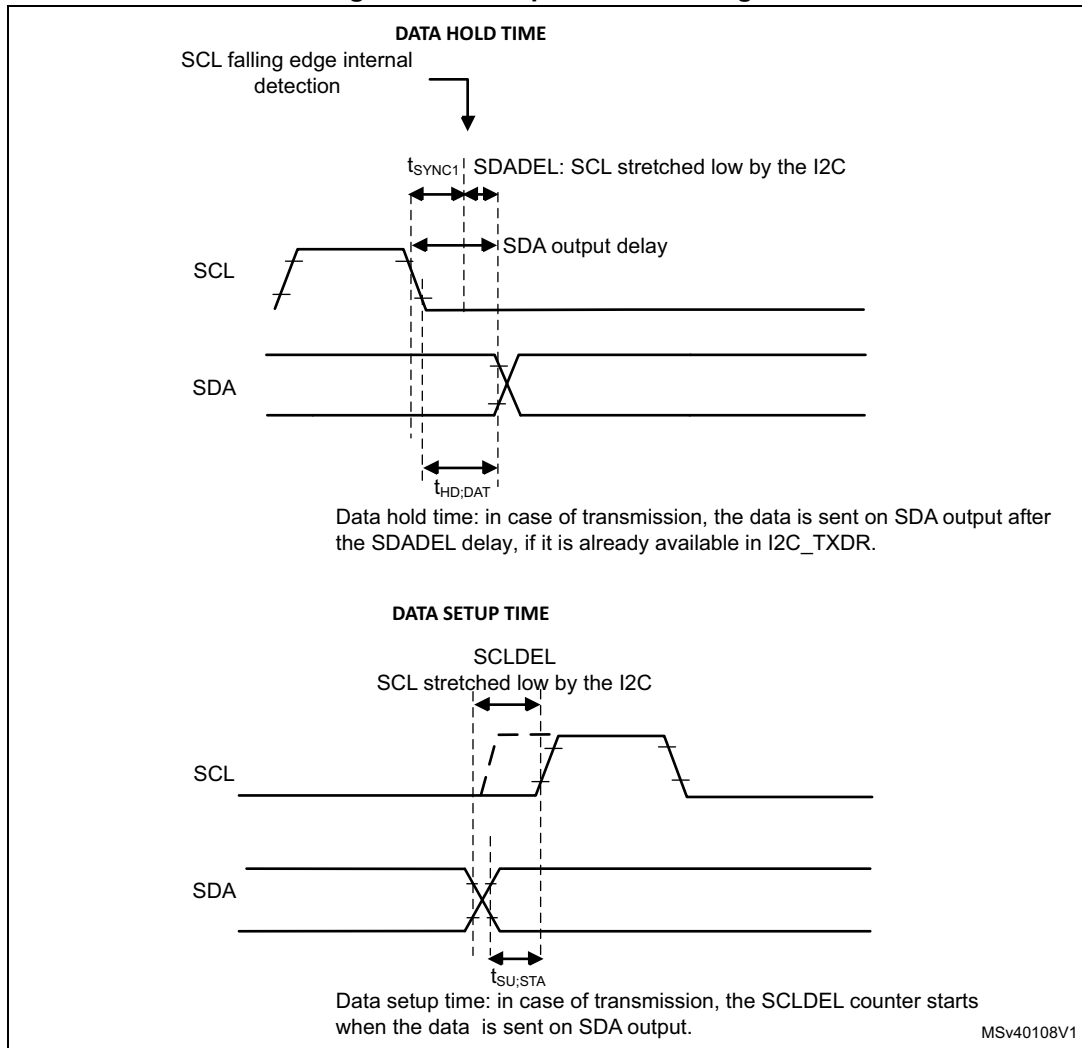 DATA HOLD TIME
SCL falling edge internal
detection
tSYNC1
SDADEL: SCL stretched low by the I2C
SDA output delay
SCL
SDA
tHD;DAT
Data hold time: in case of transmission, the data is sent on SDA output after
the SDADEL delay, if it is already available in I2C_TXDR.
DATA SETUP TIME
SCLDEL
SCL stretched low by the I2C
SCL
SDA
tSU;STA
Data setup time: in case of transmission, the SCLDEL counter starts
when the data is sent on SDA output.
MSv40108V1